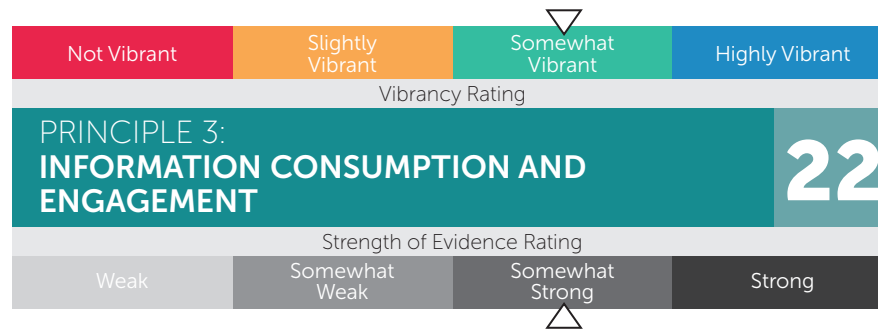 Not Vibrant
Slightly
Vibrant
Somewhat
Vibrant
Highly Vibrant
Vibrancy Rating
PRINCIPLE 3:
INFORMATION CONSUMPTION AND
ENGAGEMENT
22
Strength of Evidence Rating
Weak
Somewhat
Weak
Somewhat
Strong
Strong